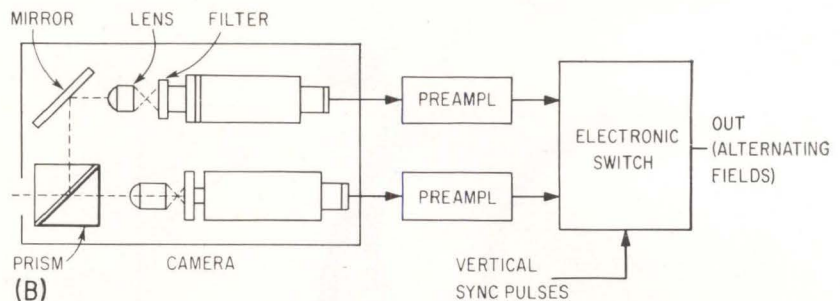 MIRROR
LENS
FILTER
PREAMPL
ELECTRONIC
SWITCH
OUT
(ALTERNATING
FIELDS)
PREAMPL
PRISM
CAMERA
VERTICAL
SYNC PULSES
(B)